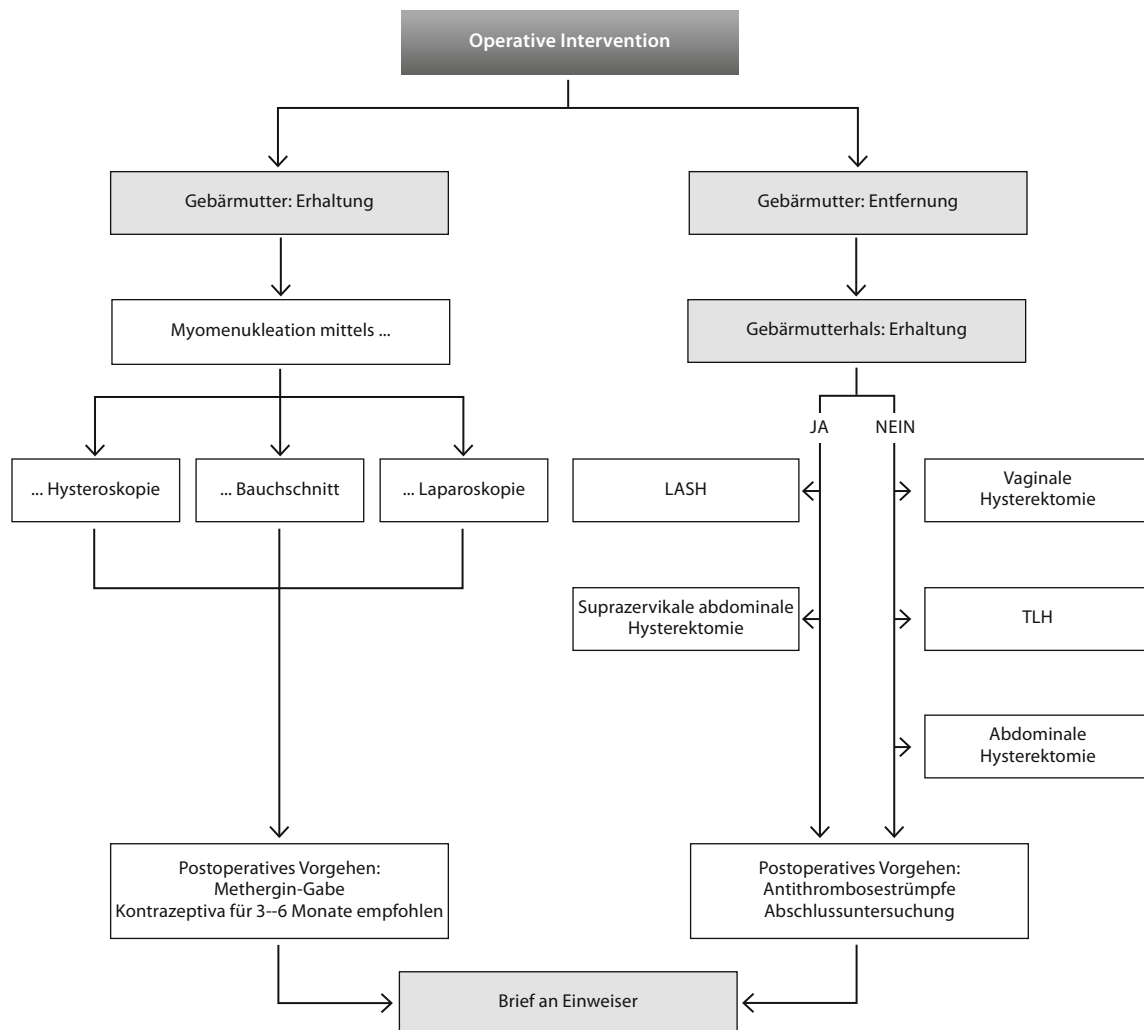 Operative Intervention
Gebärmutter: Erhaltung
Gebärmutter: Entfernung
Myomenukleation mittels ...
Gebärmutterhals: Erhaltung
JA
NEIN
... Hysteroskopie
... Bauchschnitt
... Laparoskopie
LASH
Vaginale
Hysterektomie
Suprazervikale abdominale
Hysterektomie
TLH
Abdominale
Hysterektomie
Postoperatives Vorgehen:
Methergin-Gabe
Kontrazeptiva für 3--6 Monate empfohlen
Postoperatives Vorgehen:
Antithrombosestrümpfe
Abschlussuntersuchung
Brief an Einweiser